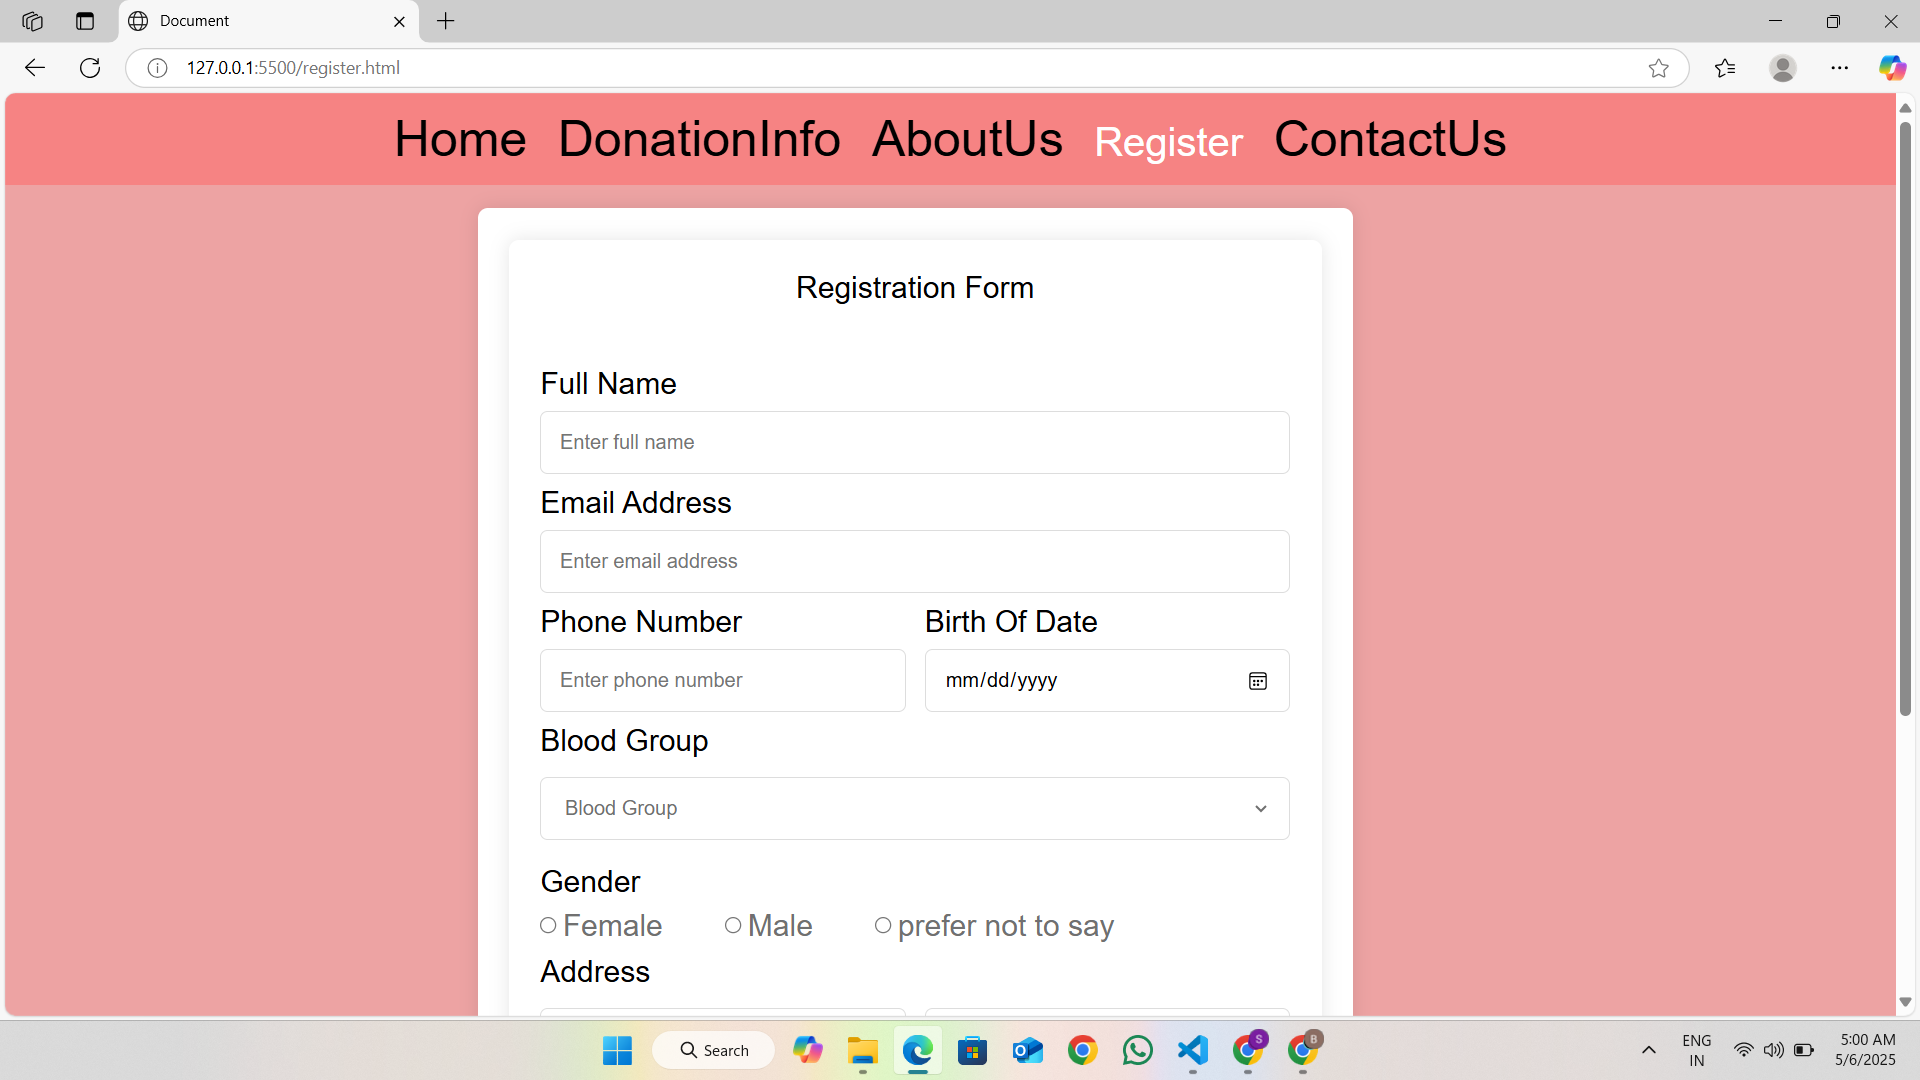 Document
127.0.0.1:5500/register.html
Home DonationInfo AboutUs Register ContactUs
Registration Form
Full Name
Enter full name
Email Address
Enter email address
Phone Number Birth Of Date
Enter phone number mm/dd/yyyy
Blood Group
Blood Group
Gender
Female Male prefer not to say
Address
Search
S
B
ENG
IN
5:00 AM
5/6/2025